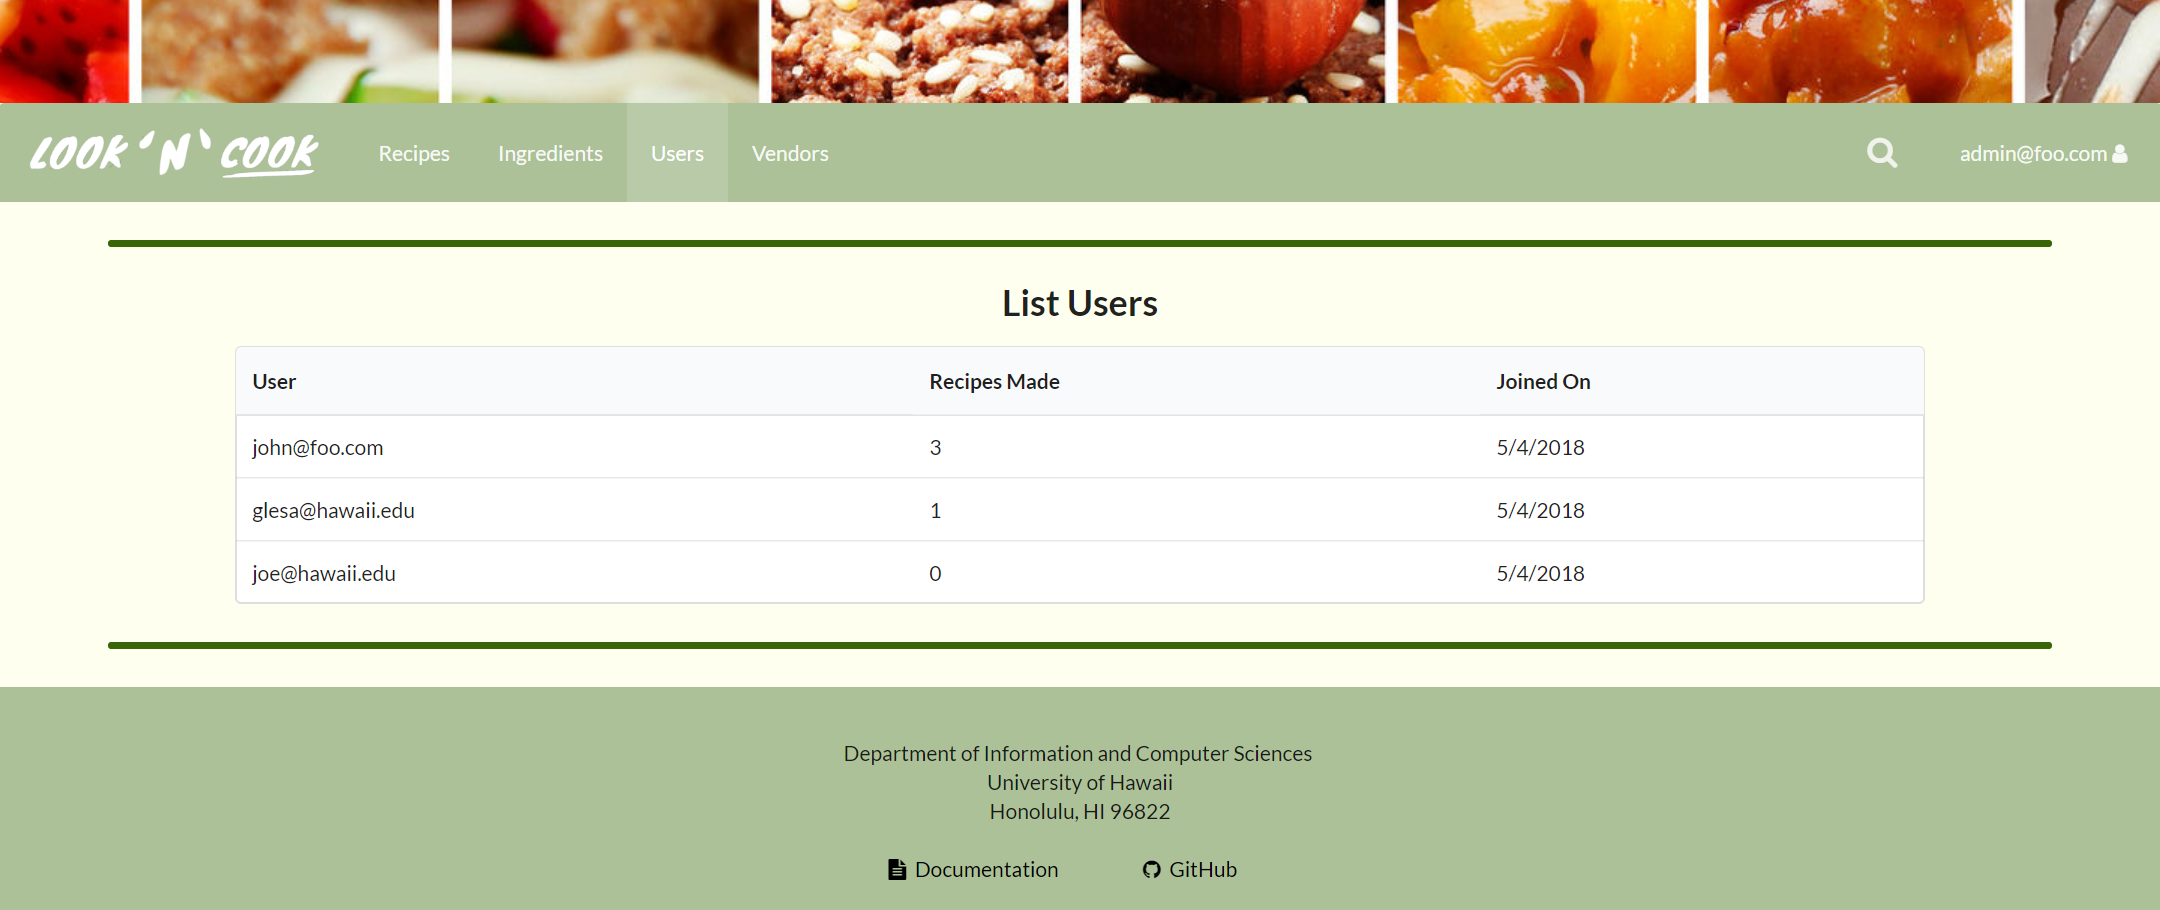 LOOK 'N' COOK Recipes Ingredients Users Vendors admin@foo.com
List Users
User Recipes Made Joined On
john@foo.com 3 5/4/2018
glesa@hawaii.edu 1 5/4/2018
joe@hawaii.edu 0 5/4/2018
Department of Information and Computer Sciences
University of Hawaii
Honolulu, HI 96822
Documentation GitHub